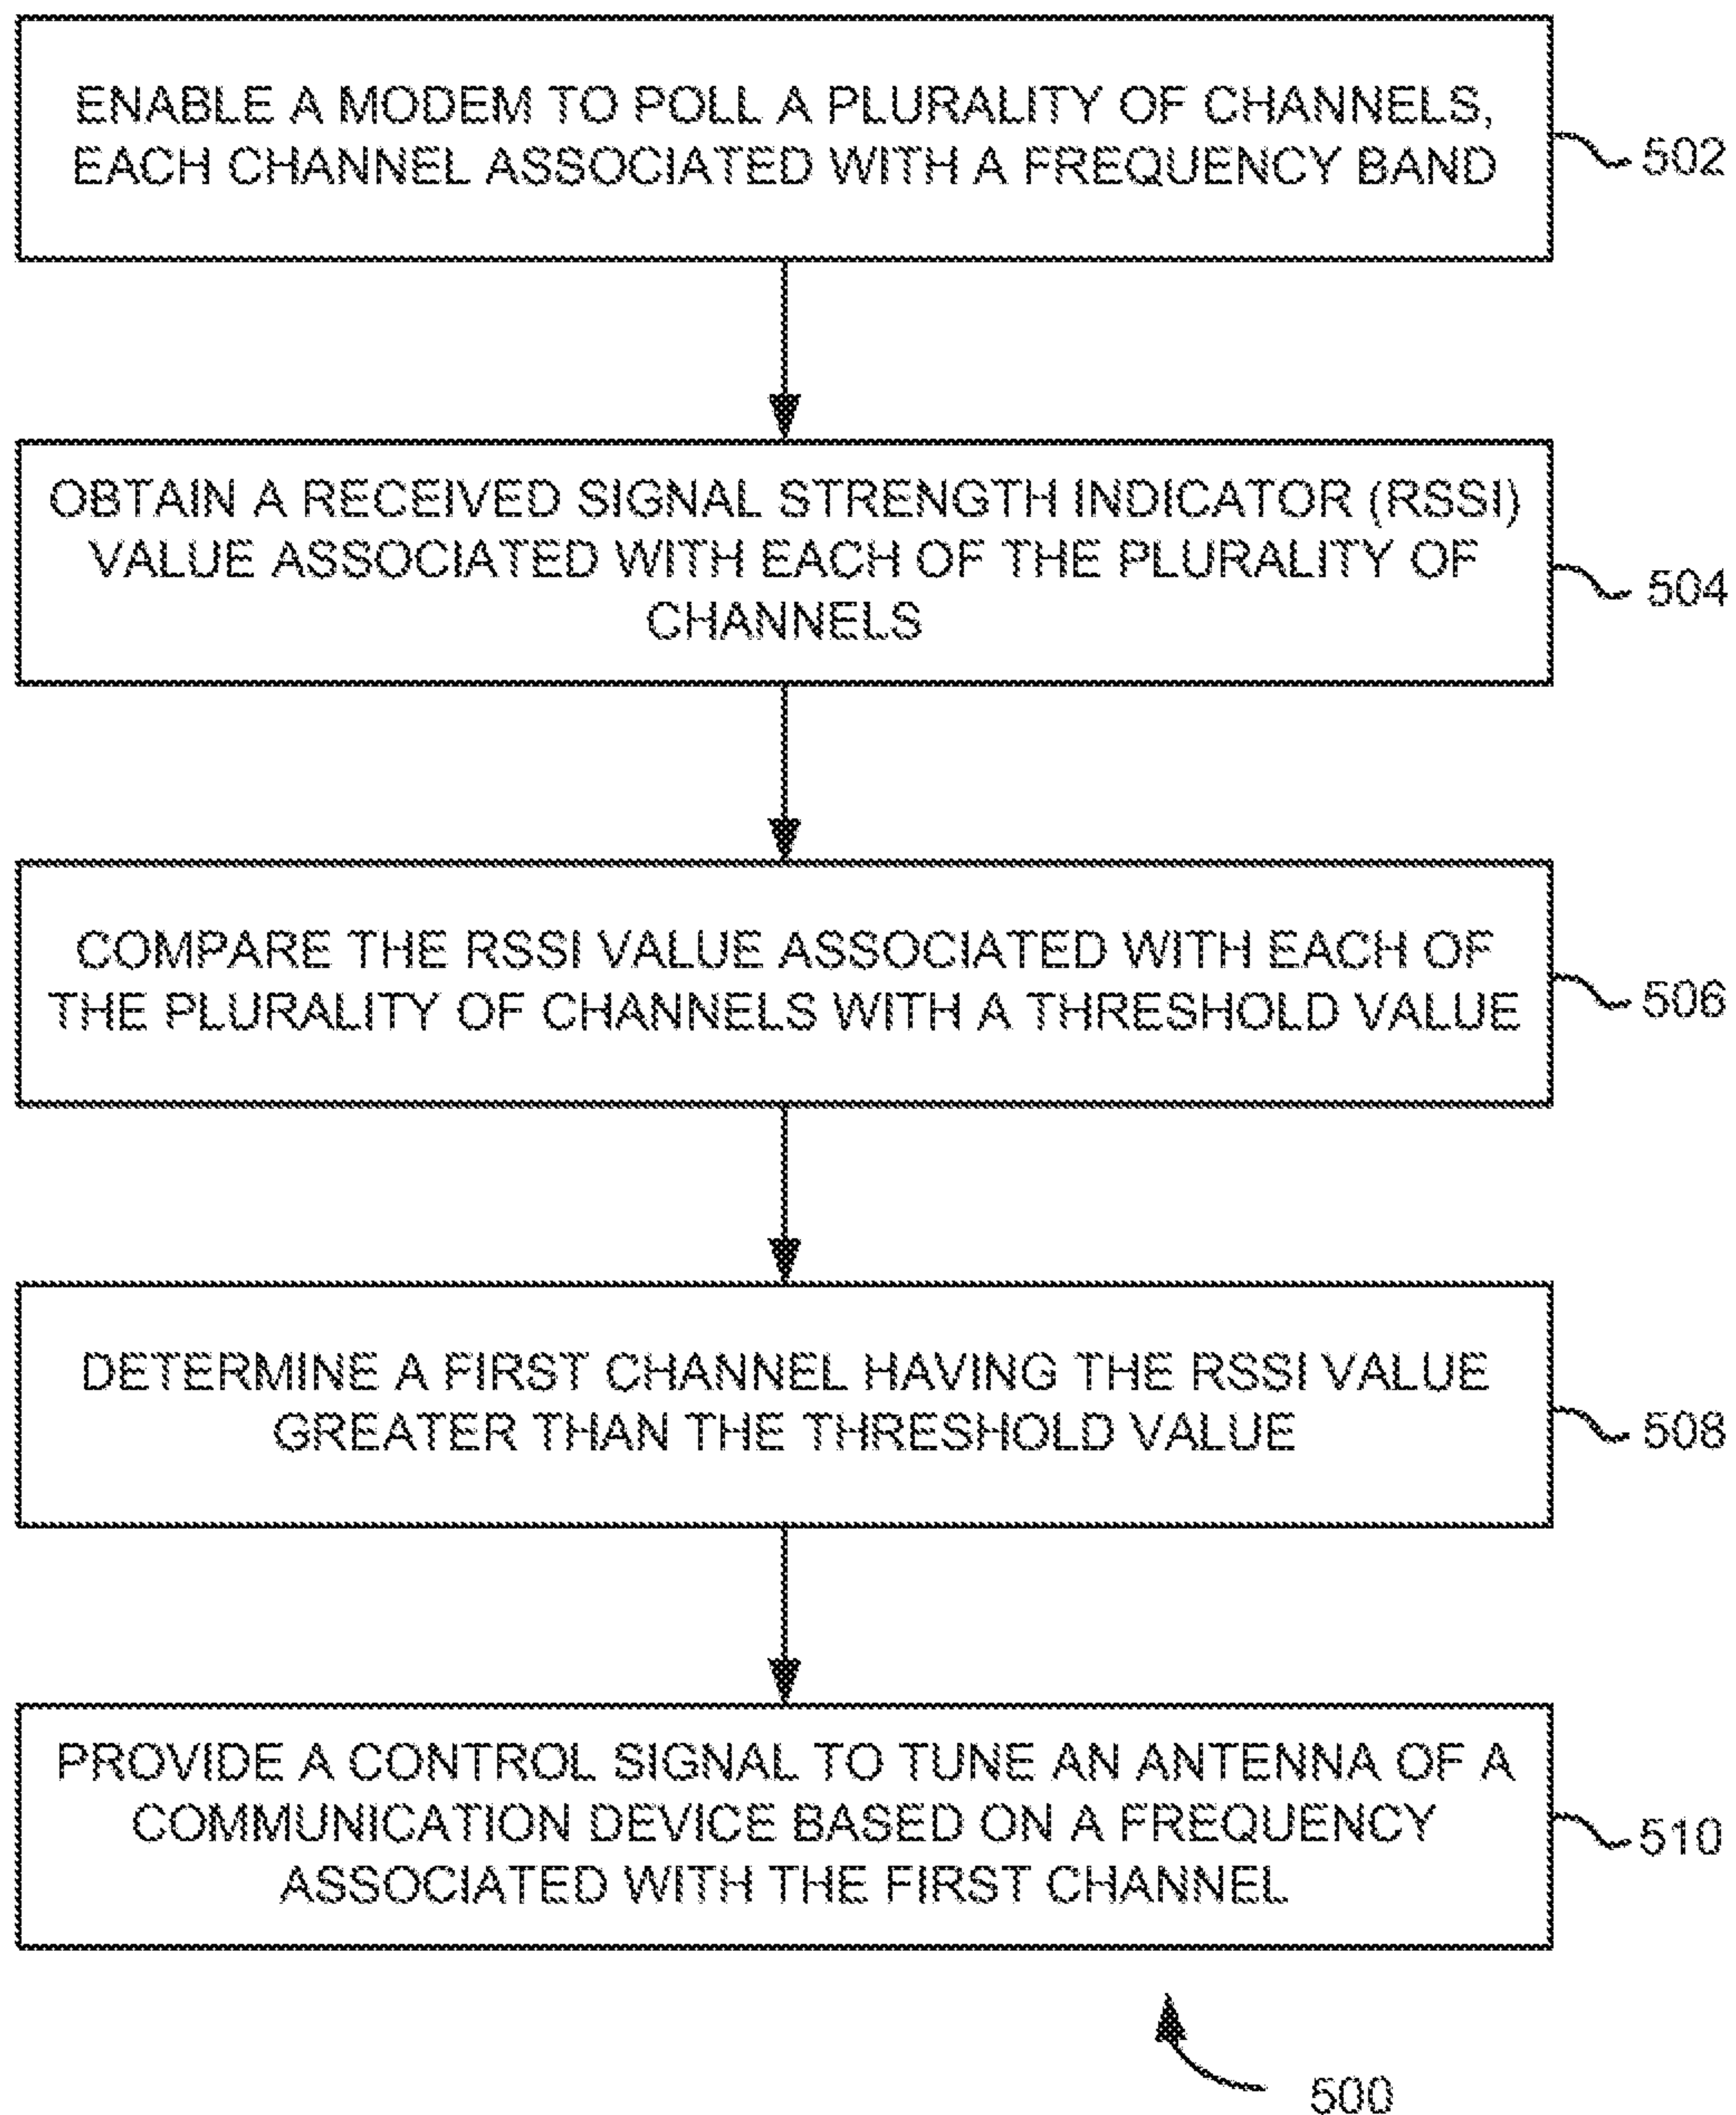 ENABLE A MODEM TO POLL A PLURALITY OF CHANNELS,
EACH CHANNEL ASSOCIATED WITH A FREQUENCY BAND
502
OBTAIN A RECEIVED SIGNAL STRENGTH INDICATOR (RSSI)
VALUE ASSOCIATED WITH EACH OF THE PLURALITY OF
CHANNELS
504
COMPARE THE RSSI VALUE ASSOCIATED WITH EACH OF
THE PLURALITY OF CHANNELS WITH A THRESHOLD VALUE
506
DETERMINE A FIRST CHANNEL HAVING THE RSSI VALUE
GREATER THAN THE THRESHOLD VALUE
508
PROVIDE A CONTROL SIGNAL TO TUNE AN ANTENNA OF A
COMMUNICATION DEVICE BASED ON A FREQUENCY
ASSOCIATED WITH THE FIRST CHANNEL
510
500